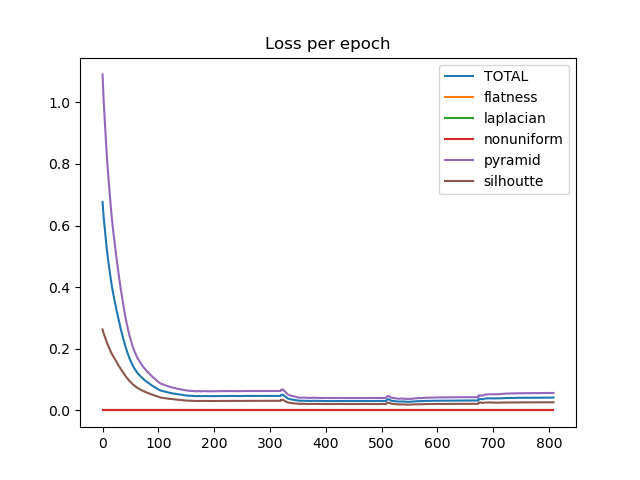 Loss per epoch
TOTAL
flatness
laplacian
nonuniform
pyramid
silhoutte
1.0
0.8
0.6
0.4
0.2
0.0
0 100 200 300 400 500 600 700 800